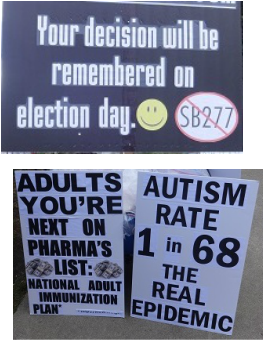 Your decision will be
remembered on
election day.
SB277
ADULTS
YOU'RE
NEXT ON
PHARMA'S
LIST:
NATIONAL ADULT
IMMUNIZATION
PLAN*
AUTISM
RATE
1 in 68
THE
REAL
EPIDEMIC